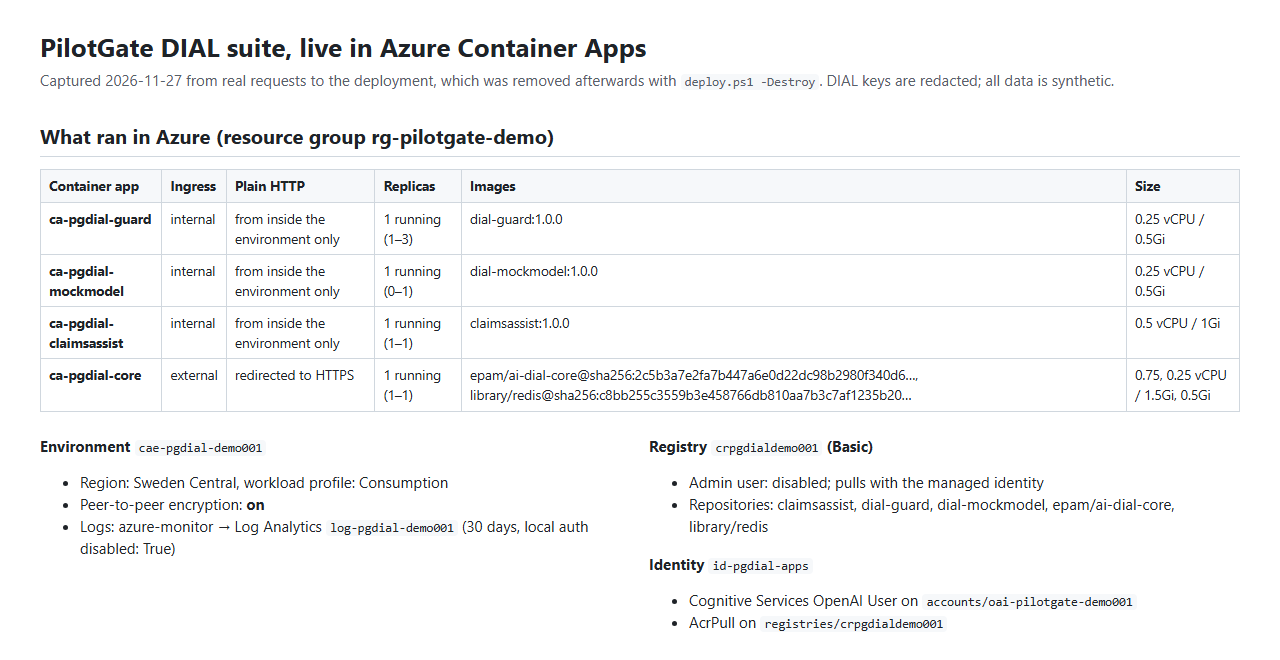 PilotGate DIAL suite, live in Azure Container Apps
Captured 2026-11-27 from real requests to the deployment, which was removed afterwards with deploy.ps1 -Destroy. DIAL keys are redacted; all data is synthetic.
What ran in Azure (resource group rg-pilotgate-demo)
Container app Ingress Plain HTTP Replicas Images Size
ca-pgdial-guard internal from inside the 1 running dial-guard:1.0.0 0.25 vCPU /
environment only (1–3) 0.5Gi
ca-pgdial- internal from inside the 1 running dial-mockmodel:1.0.0 0.25 vCPU /
mockmodel environment only (0–1) 0.5Gi
ca-pgdial- internal from inside the 1 running claimsassist:1.0.0 0.5 vCPU / 1Gi
claimsassist environment only (1–1)
ca-pgdial-core external redirected to HTTPS 1 running epam/ai-dial-core@sha256:2c5b3a7e2fa7b447a6e0d22dc98b2980f340d6…, 0.75, 0.25 vCPU
(1–1) library/redis@sha256:c8bb255c3559b3e458766db810aa7b3c7af1235b20… / 1.5Gi, 0.5Gi
Environment cae-pgdial-demo001
• Region: Sweden Central, workload profile: Consumption
• Peer-to-peer encryption: on
• Logs: azure-monitor → Log Analytics log-pgdial-demo001 (30 days, local auth
disabled: True)
Registry crpgdialdemo001 (Basic)
• Admin user: disabled; pulls with the managed identity
• Repositories: claimsassist, dial-guard, dial-mockmodel, epam/ai-dial-core,
library/redis
Identity id-pgdial-apps
• Cognitive Services OpenAI User on accounts/oai-pilotgate-demo001
• AcrPull on registries/crpgdialdemo001